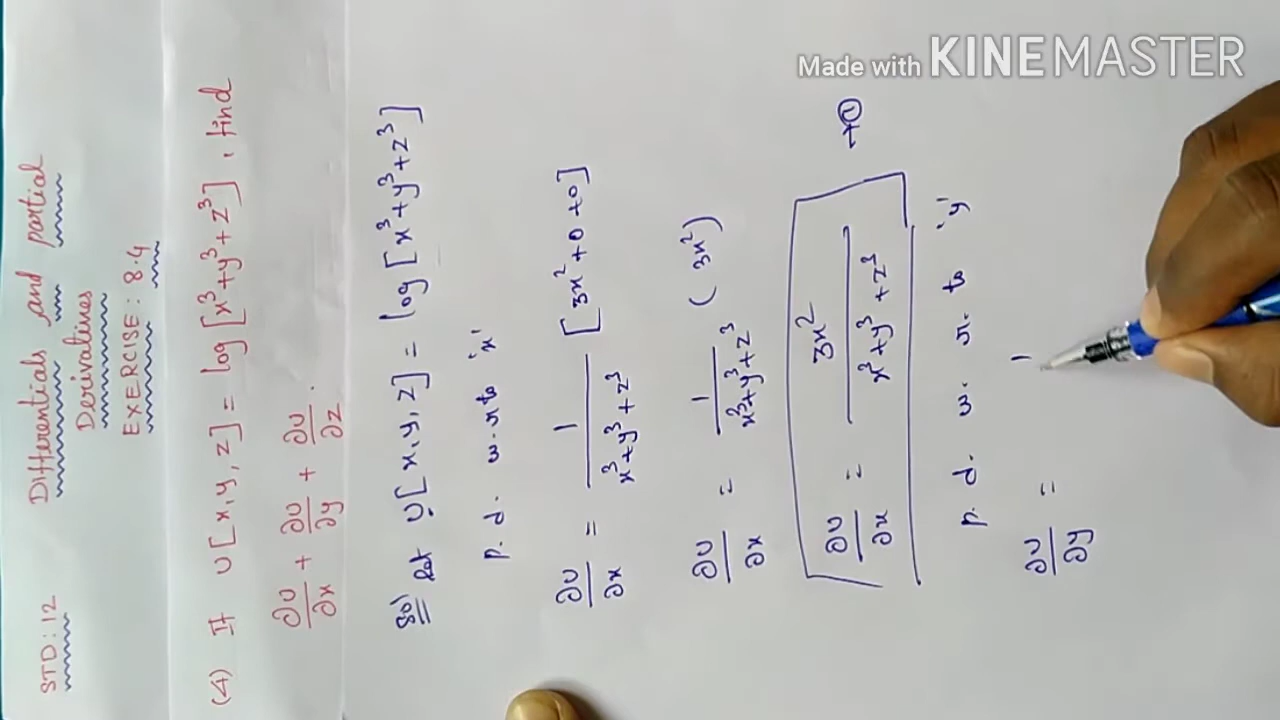 STD: 12 Differentials and partial
Derivatives
EXERCISE: 8.4
(4) If U[x,y,z] = log[x³+y³+z³], find
∂U/∂x + ∂U/∂y + ∂U/∂z.
Sol Let U[x,y,z] = log[x³+y³+z³]
p.d. w.r.to 'x'
∂U/∂x = 1/(x³+y³+z³) [3x²+0+0]
∂U/∂x = 1/(x³+y³+z³) (3x²)
∂U/∂x = 3x²/(x³+y³+z³) →①
p.d. w. r. to 'y'
∂U/∂y = 1
Made with KINEMASTER